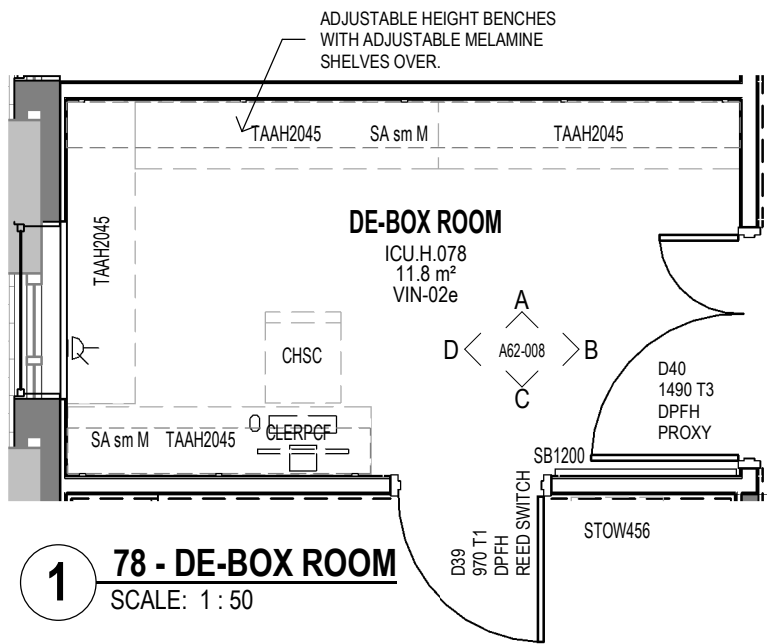 ADJUSTABLE HEIGHT BENCHES
WITH ADJUSTABLE MELAMINE
SHELVES OVER.
TAAH2045
SA sm M
TAAH2045
TAAH2045
DE-BOX ROOM
ICU.H.078
11.8 m²
VIN-02e
A
D
A62-008
B
C
CHSC
D40
1490 T3
DPFH
PROXY
SA sm M
TAAH2045
CLERPCF
SB1200
D39
970 T1
DPFH
REED SWITCH
STOW456
1
78 - DE-BOX ROOM
SCALE: 1 : 50